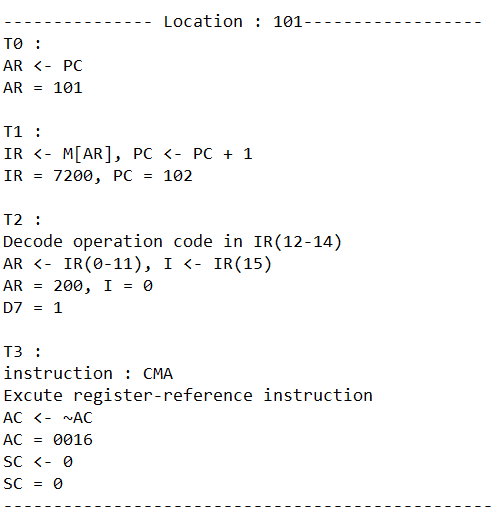 --------------- Location : 101------------------
T0 :
AR <- PC
AR = 101
T1 :
IR <- M[AR], PC <- PC + 1
IR = 7200, PC = 102
T2 :
Decode operation code in IR(12-14)
AR <- IR(0-11), I <- IR(15)
AR = 200, I = 0
D7 = 1
T3 :
instruction : CMA
Excute register-reference instruction
AC <- ~AC
AC = 0016
SC <- 0
SC = 0
-------------------------------------------------